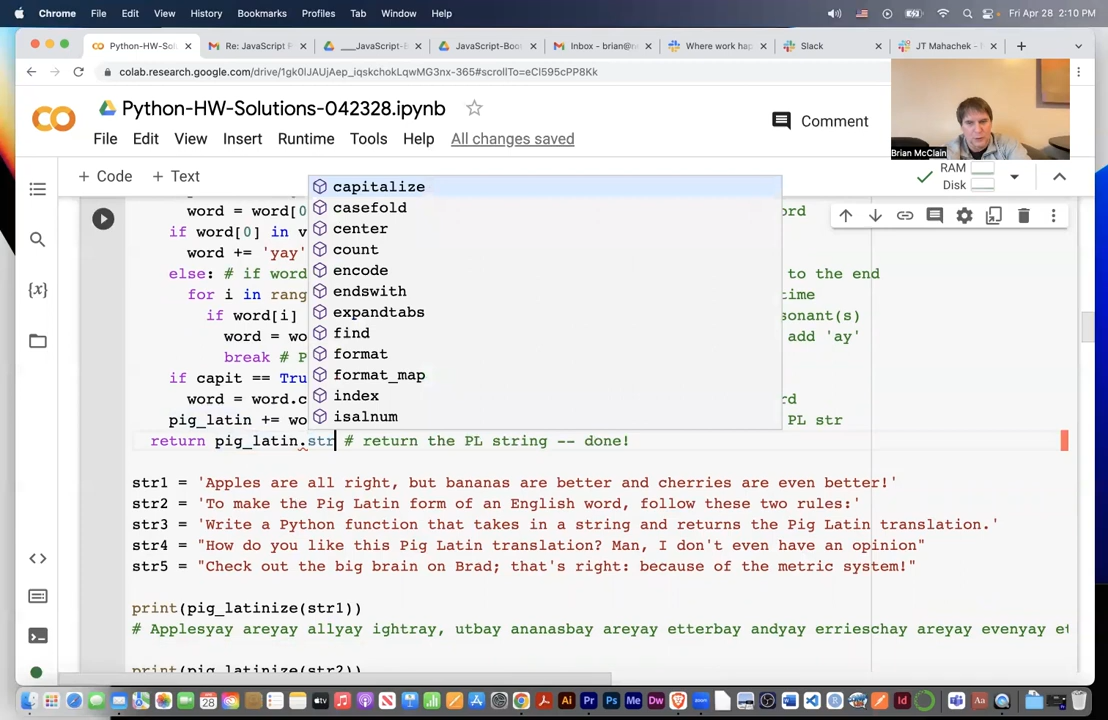 Chrome File Edit View History Bookmarks Profiles Tab Window Help Fri Apr 28 2:10 PM
Python-HW-Sol Re: JavaScript F ___JavaScript-B JavaScript-Boo Inbox - brian@r Where work hap Slack JT Mahachek
colab.research.google.com/drive/1gk0lJAUjAep_iqskchokLqwMG3nx-365#scrollTo=eCl595cPP8Kk
Python-HW-Solutions-042328.ipynb
File Edit View Insert Runtime Tools Help All changes saved
Comment
Brian McClain
+ Code + Text
RAM
Disk
capitalize
casefold
center
count
encode
endswith
expandtabs
find
format
format_map
index
isalnum
word = word[0 ord
if word[0] in v
word += 'yay'
else: # if word to the end
for i in rang time
if word[i] sonant(s)
word = wo add 'ay'
break # P
if capit == Tru
word = word.c rd
pig_latin += wo PL str
return pig_latin.str # return the PL string -- done!
str1 = 'Apples are all right, but bananas are better and cherries are even better!'
str2 = 'To make the Pig Latin form of an English word, follow these two rules:'
str3 = 'Write a Python function that takes in a string and returns the Pig Latin translation.'
str4 = "How do you like this Pig Latin translation? Man, I don't even have an opinion"
str5 = "Check out the big brain on Brad; that's right: because of the metric system!"
print(pig_latinize(str1))
# Applesyay areyay allyay ightray, utbay ananasbay areyay etterbay andyay errieschay areyay evenyay et
print(pig_latinize(str2))